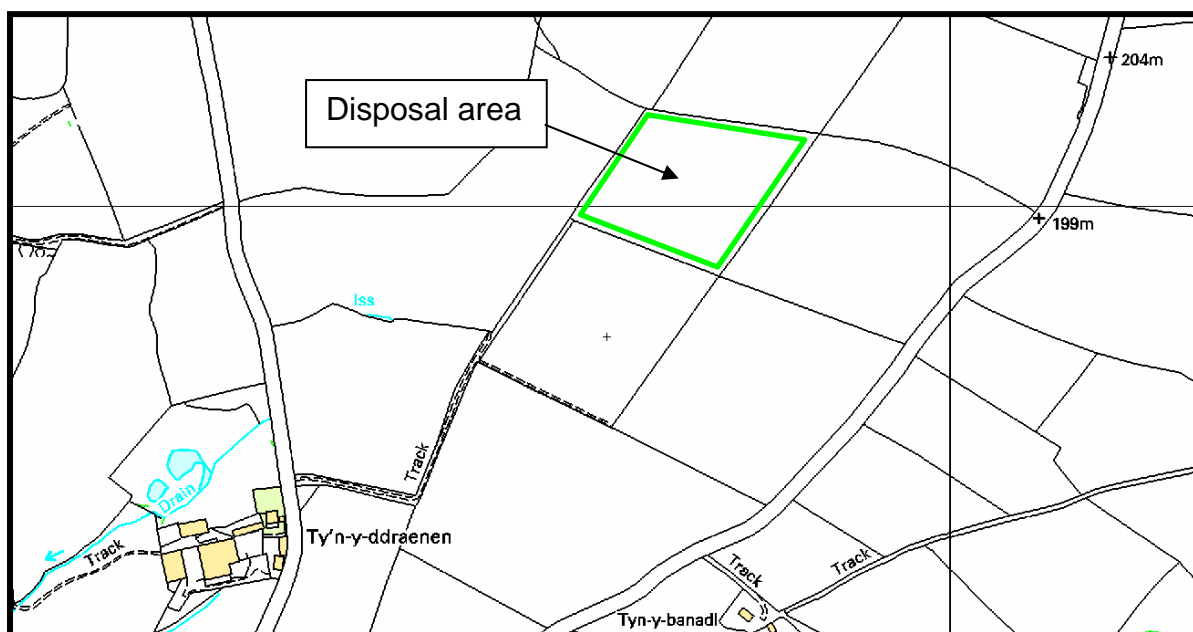 204m
Disposal area
199m
Iss
Track
Drain
Ty'n-y-ddraenen
Track
Track
Track
Tyn-y-banadl